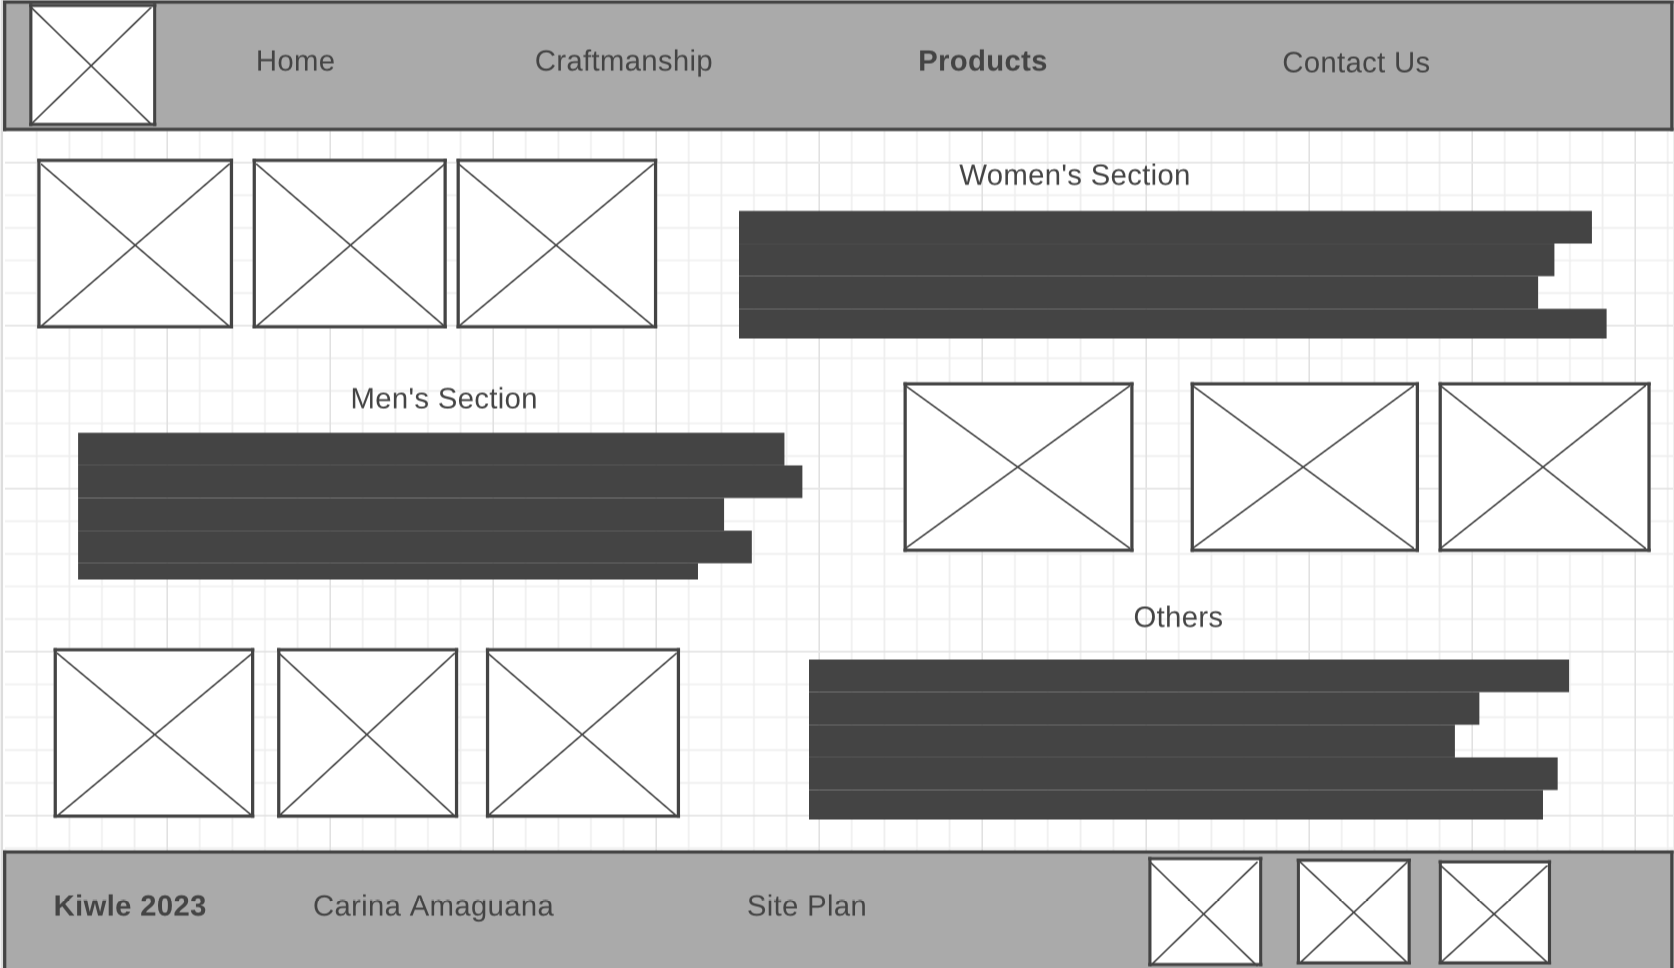 Home
Craftmanship
Products
Contact Us
Women's Section
Men's Section
Others
Kiwle 2023
Carina Amaguana
Site Plan